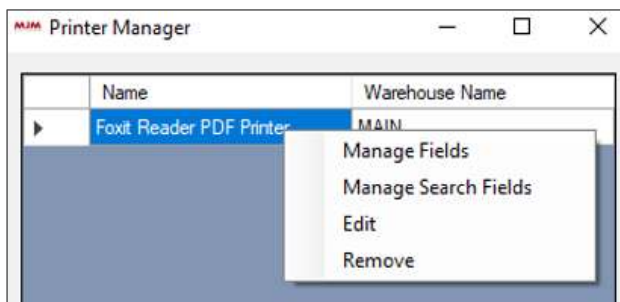 MJM Printer Manager
Name Warehouse Name
Foxit Reader PDF Printer MAIN
Manage Fields
Manage Search Fields
Edit
Remove